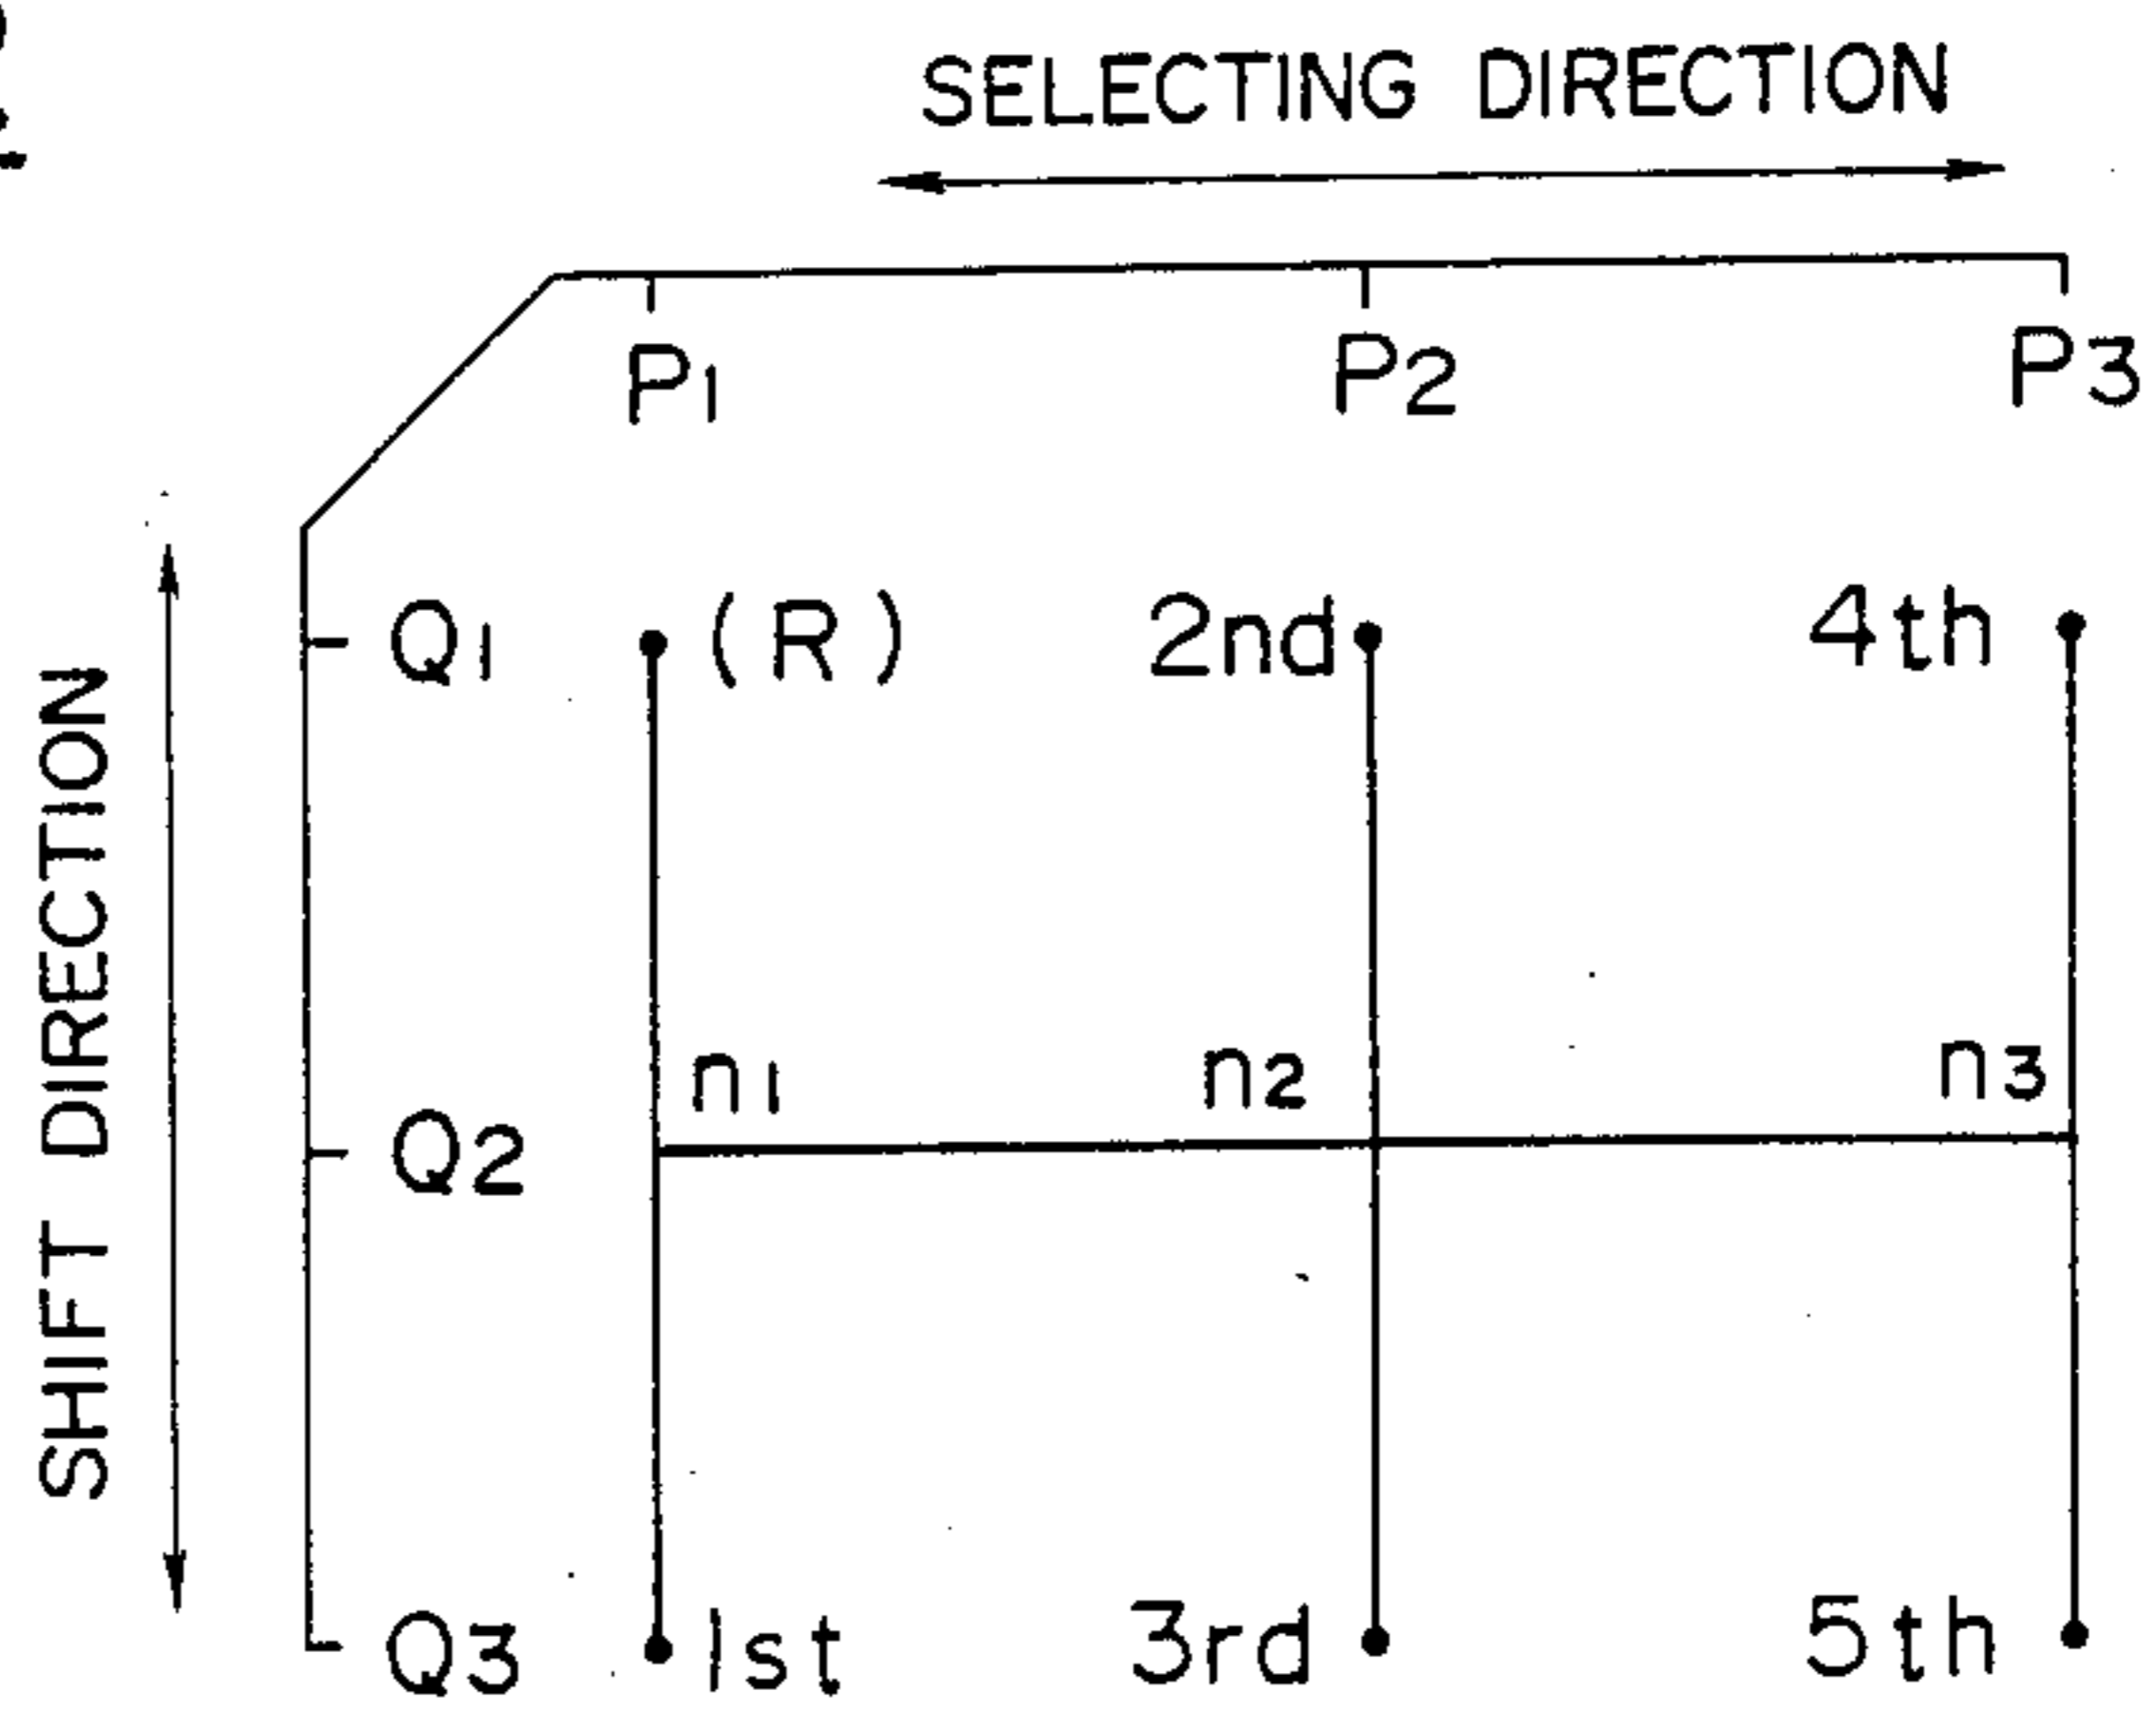 SELECTING DIRECTION
P1 P2 P3
Q1 (R) 2nd 4th
SHIFT DIRECTION
n1 n2 n3
Q2
Q3 1st 3rd 5th